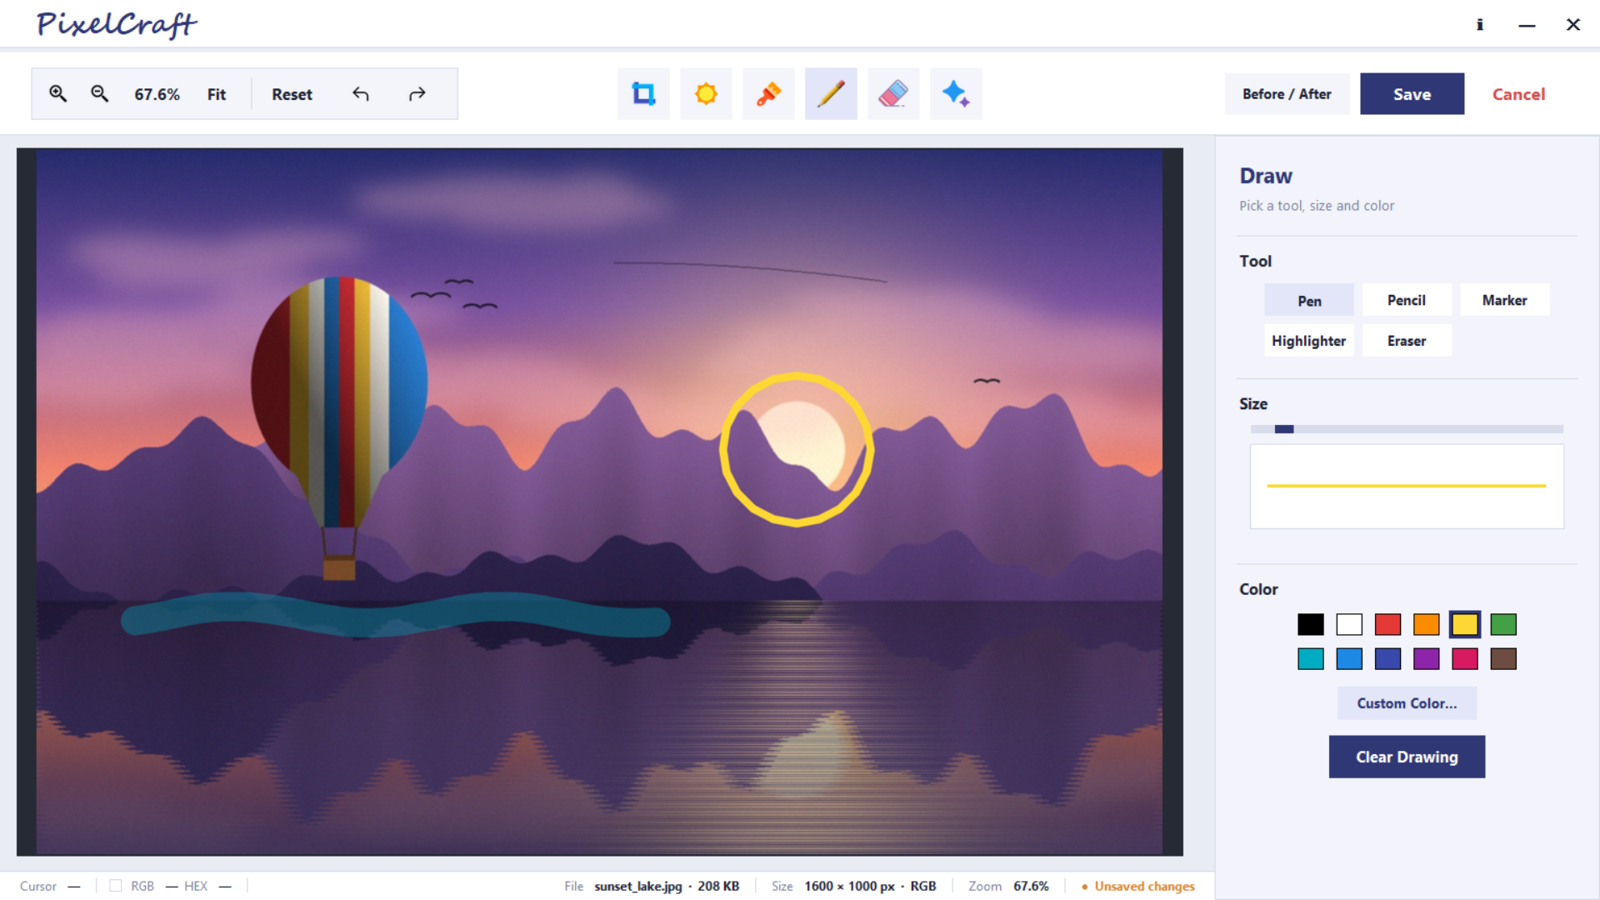 PixelCraft
67.6% Fit Reset
Before / After Save Cancel
Draw
Pick a tool, size and color
Tool
Pen Pencil Marker
Highlighter Eraser
Size
Color
Custom Color...
Clear Drawing
Cursor — RGB — HEX — File sunset_lake.jpg · 208 KB Size 1600 × 1000 px · RGB Zoom 67.6% • Unsaved changes